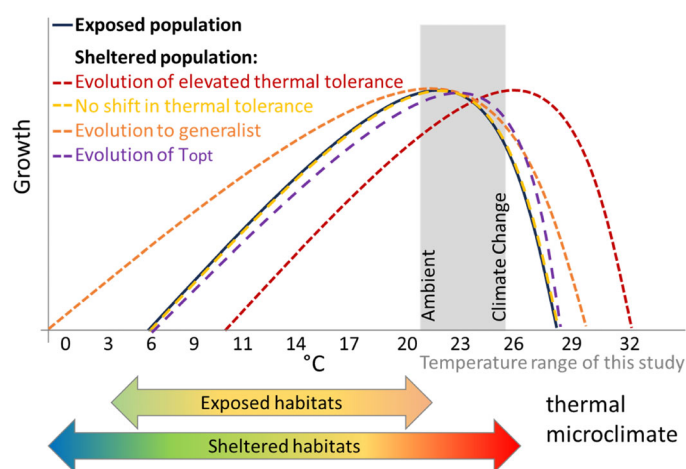 Exposed population
Sheltered population:
Evolution of elevated thermal tolerance
No shift in thermal tolerance
Evolution to generalist
Evolution of Topt
Growth
Ambient
Climate Change
0 3 6 9 11 14 17 20 23 26 29 32
°C
Temperature range of this study
Exposed habitats
Sheltered habitats
thermal
microclimate